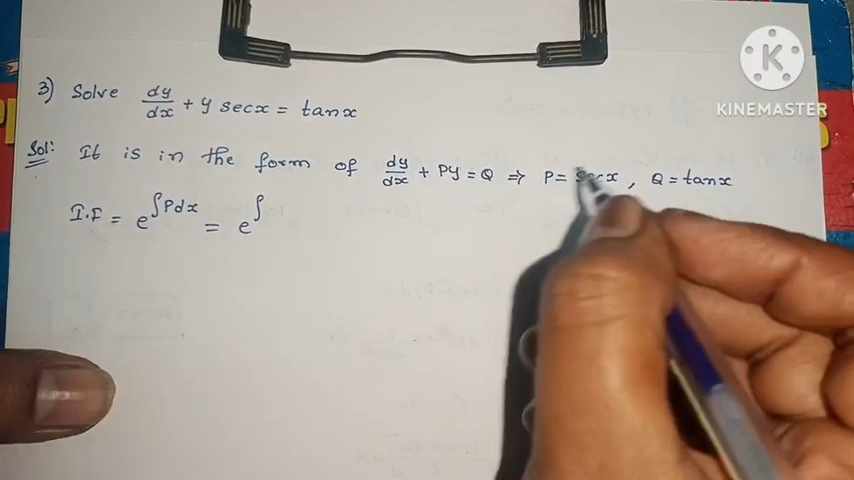 KINEMASTER
3) Solve dy/dx + y secx = tanx
Sol: It is in the form of dy/dx + Py = Q ⇒ P = secx, Q = tanx
I.F = e^∫Pdx = e^∫